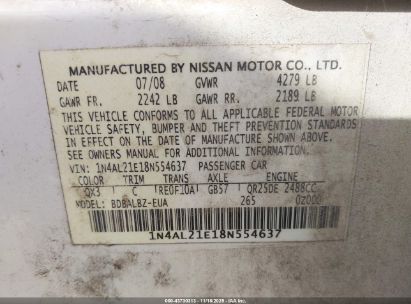 MANUFACTURED BY NISSAN MOTOR CO., LTD.
DATE 07/08 GVWR 4279 LB
GAWR FR. 2242 LB GAWR RR. 2189 LB
THIS VEHICLE CONFORMS TO ALL APPLICABLE FEDERAL MOTOR
VEHICLE SAFETY, BUMPER AND THEFT PREVENTION STANDARDS
IN EFFECT ON THE DATE OF MANUFACTURE SHOWN ABOVE.
SEE OWNERS MANUAL FOR ADDITIONAL INFORMATION.
VIN: 1N4AL21E18N554637 PASSENGER CAR
COLOR TRIM TRANS AXLE ENGINE
QX3 C RE0F10A GB57 QR25DE 2488CC
MODEL: BDBALBZ-EUA 265 0Z000
1N4AL21E18N554637